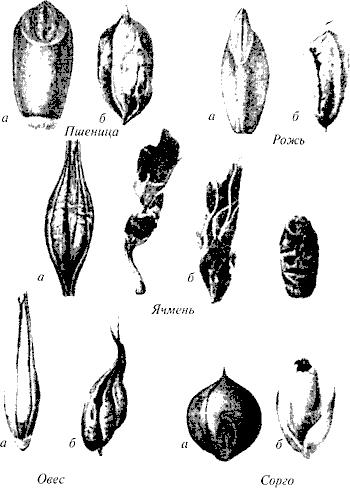 а б а б
Пшеница Рожь
а б
Ячмень
а б а б
Овес Сорго